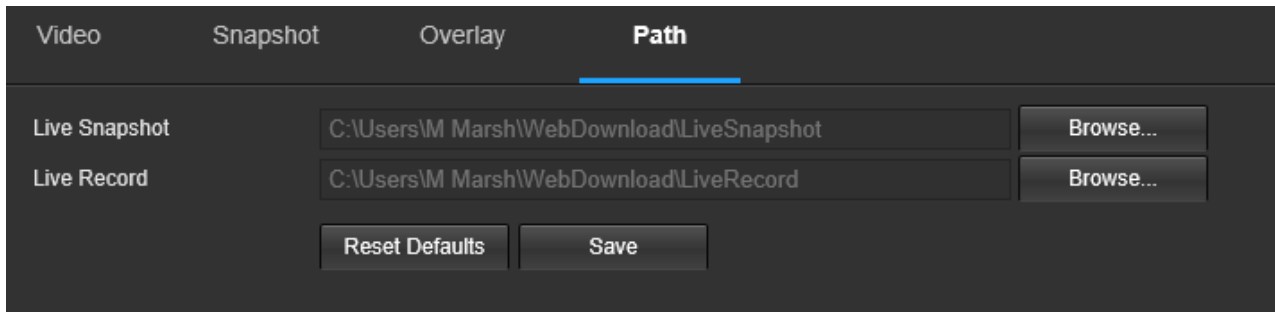 Video Snapshot Overlay Path
Live Snapshot C:\Users\M Marsh\WebDownload\LiveSnapshot Browse...
Live Record C:\Users\M Marsh\WebDownload\LiveRecord Browse...
Reset Defaults Save